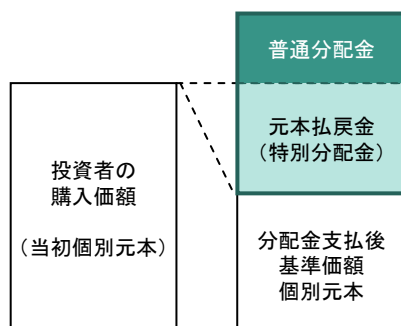 普通分配金
元本払戻金
（特別分配金）
投資者の
購入価額
（当初個別元本）
分配金支払後
基準価額
個別元本